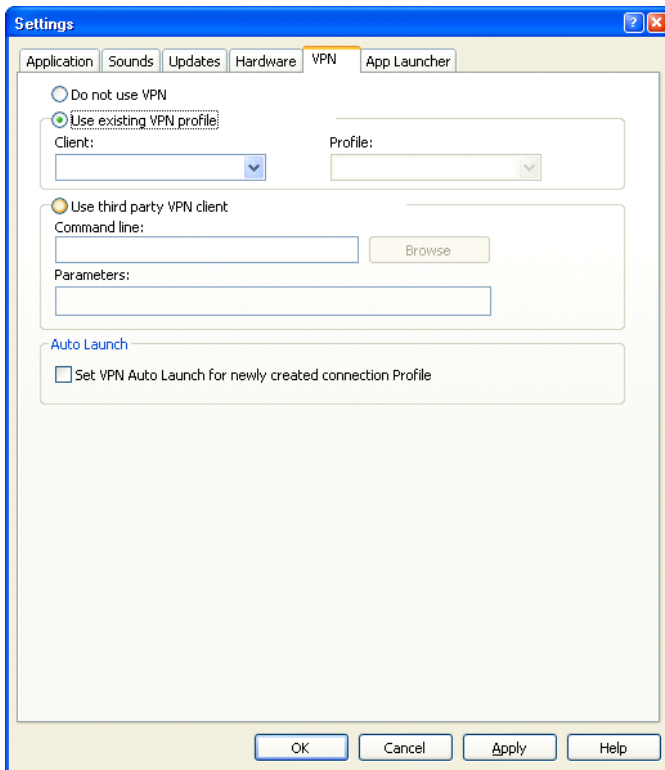 Settings
Application Sounds Updates Hardware VPN App Launcher
Do not use VPN
Use existing VPN profile
Client: Profile:
Use third party VPN client
Command line:
Browse
Parameters:
Auto Launch
Set VPN Auto Launch for newly created connection Profile
OK Cancel Apply Help